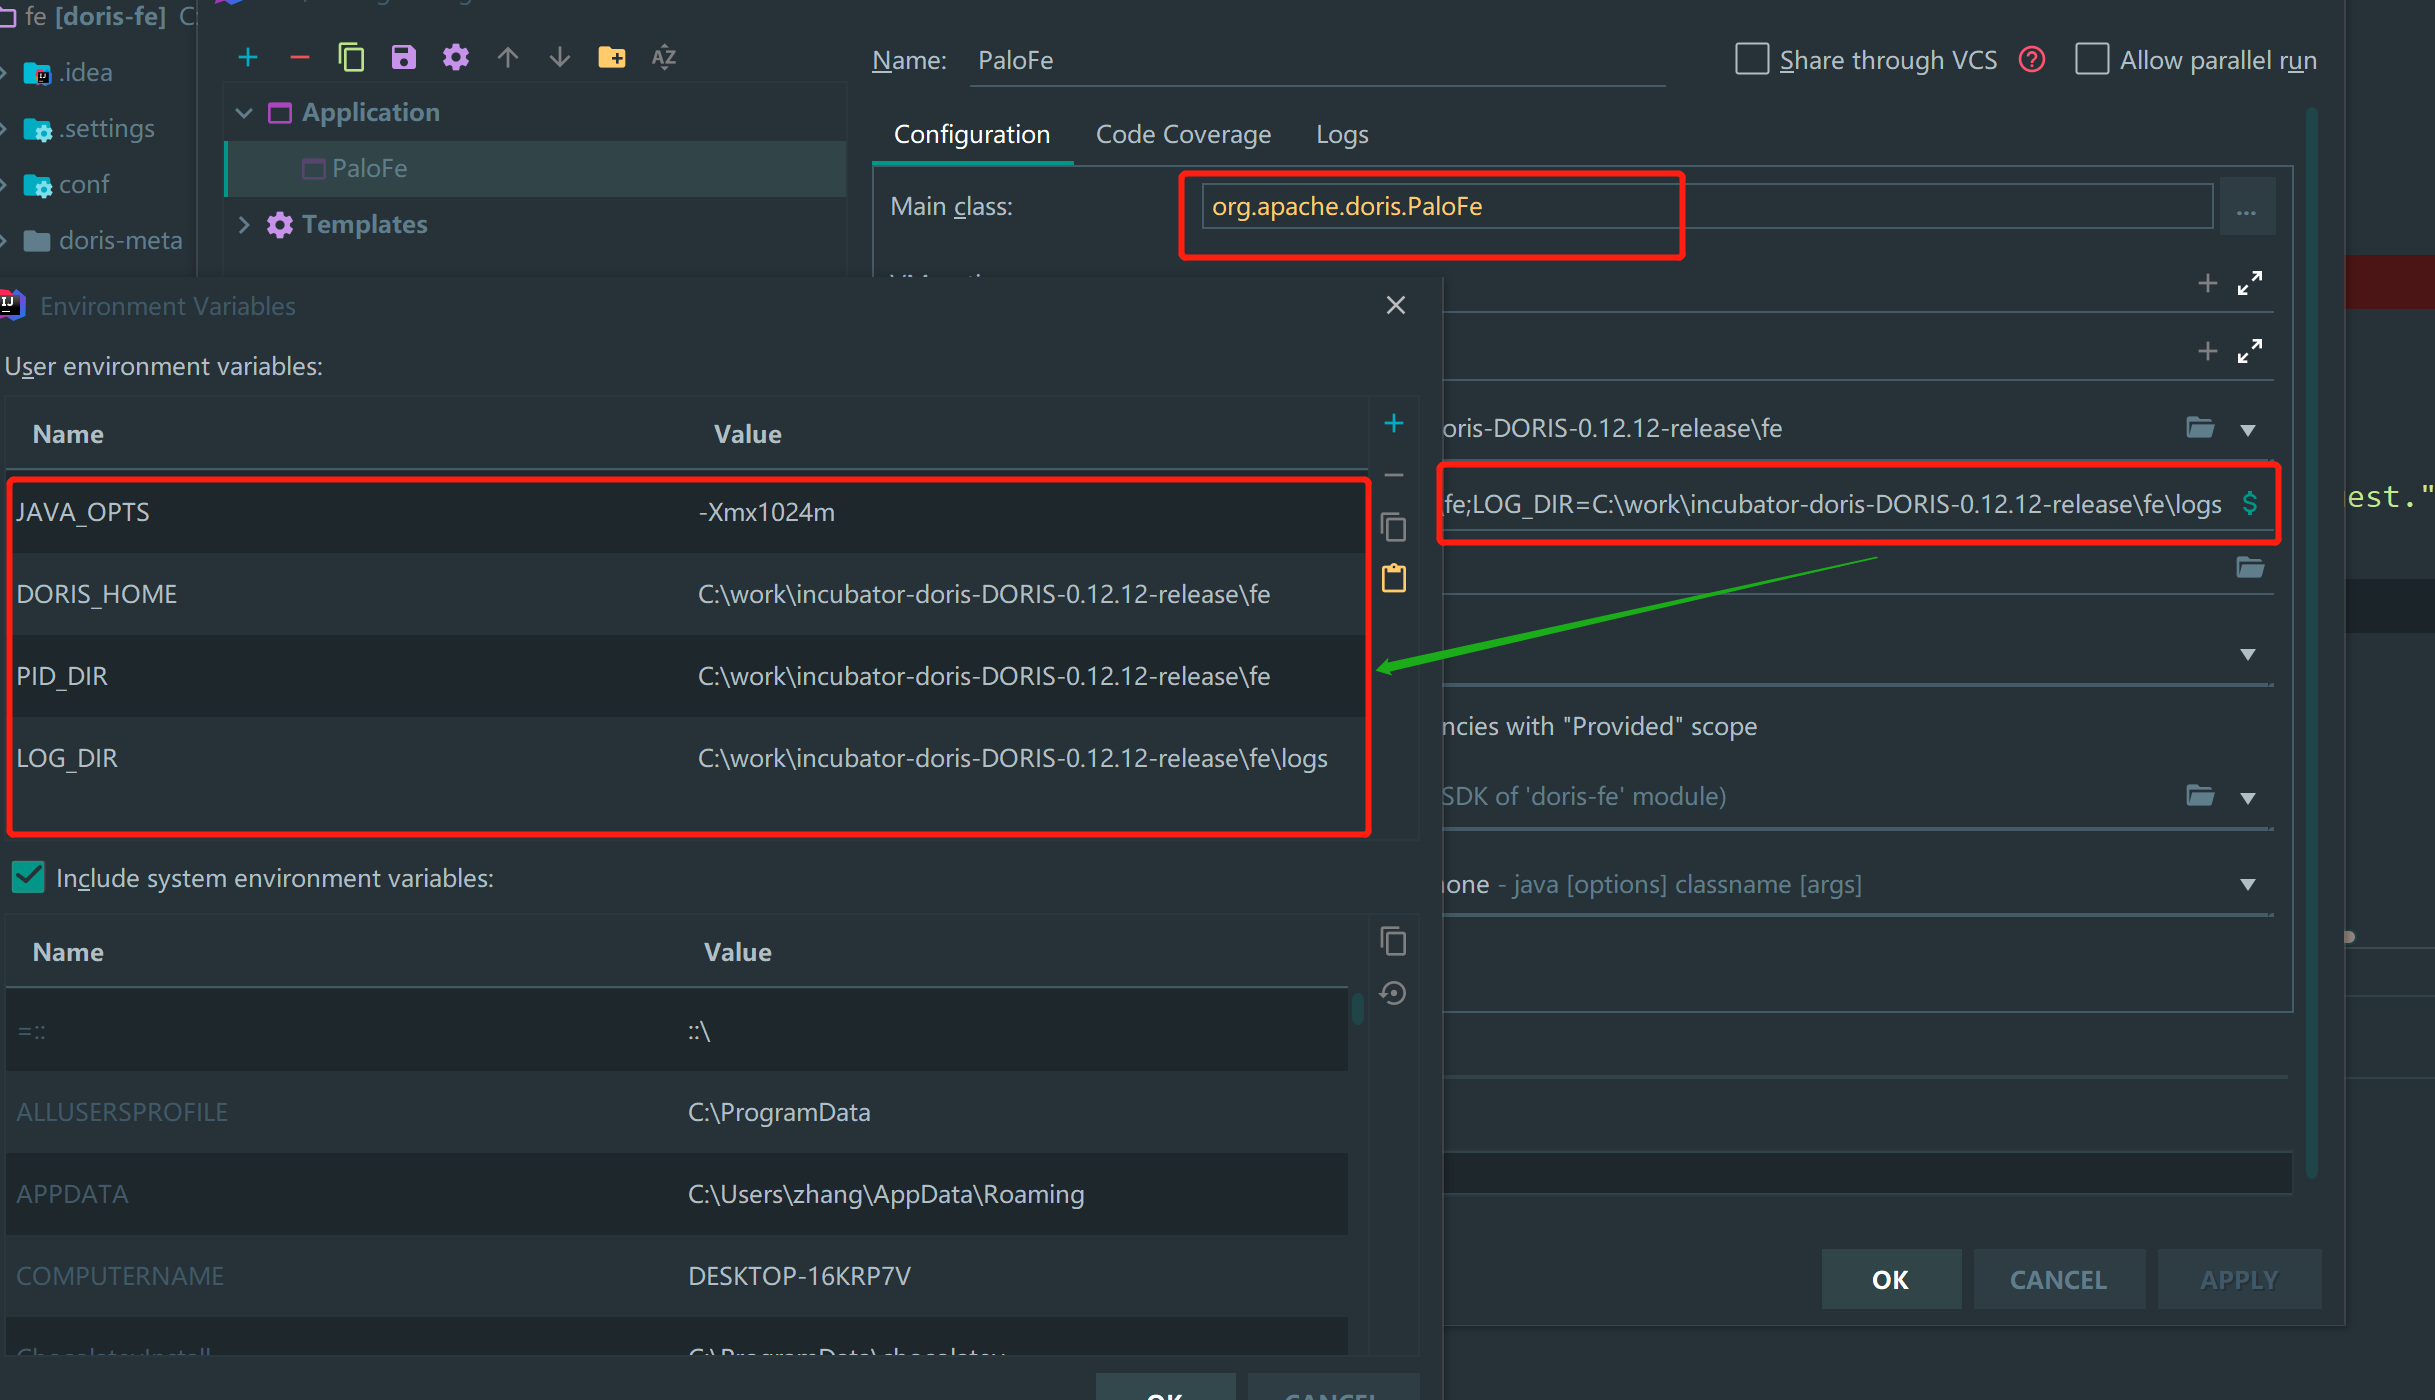 fe [doris-fe] C:
.idea
.settings
conf
doris-meta
Application
PaloFe
Templates
Name: PaloFe
Share through VCS
Allow parallel run
Configuration Code Coverage Logs
Main class: org.apache.doris.PaloFe ...
oris-DORIS-0.12.12-release\fe
fe;LOG_DIR=C:\work\incubator-doris-DORIS-0.12.12-release\fe\logs $
ncies with "Provided" scope
SDK of 'doris-fe' module)
one - java [options] classname [args]
OK CANCEL APPLY
est."
Environment Variables
User environment variables:
Name Value
JAVA_OPTS -Xmx1024m
DORIS_HOME C:\work\incubator-doris-DORIS-0.12.12-release\fe
PID_DIR C:\work\incubator-doris-DORIS-0.12.12-release\fe
LOG_DIR C:\work\incubator-doris-DORIS-0.12.12-release\fe\logs
Include system environment variables:
Name Value
=:: ::\
ALLUSERSPROFILE C:\ProgramData
APPDATA C:\Users\zhang\AppData\Roaming
COMPUTERNAME DESKTOP-16KRP7V
ChocolateyInstall C:\ProgramData\chocolatey
OK CANCEL